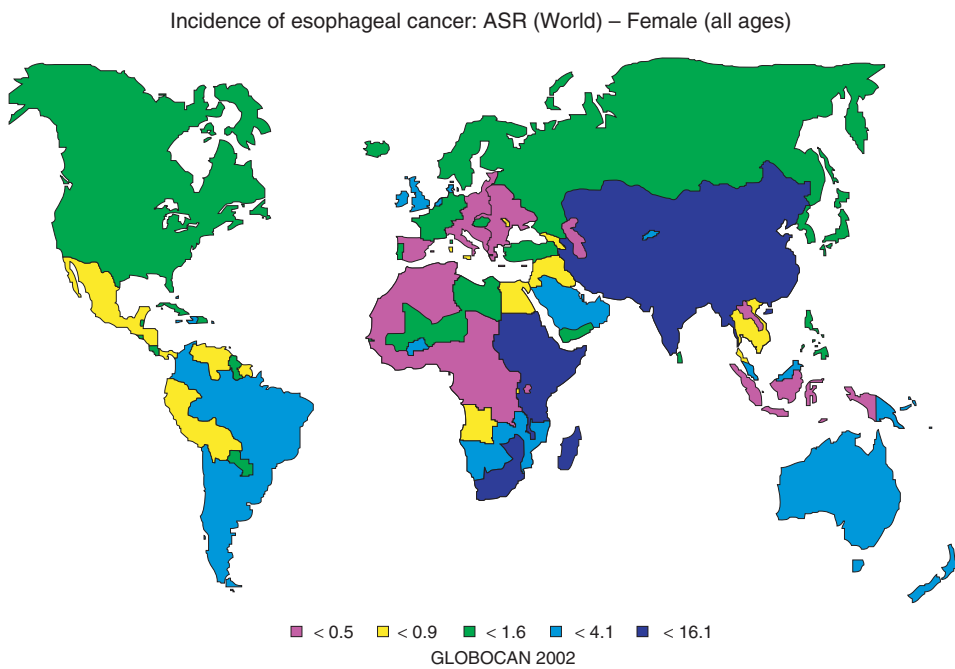 Incidence of esophageal cancer: ASR (World) – Female (all ages)
< 0.5 < 0.9 < 1.6 < 4.1 < 16.1
GLOBOCAN 2002